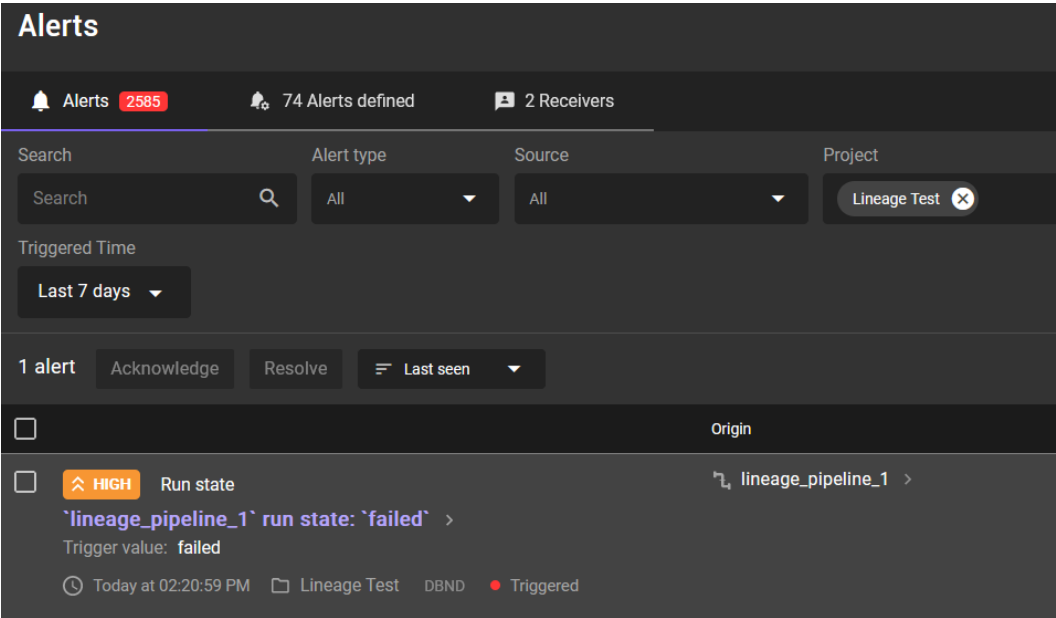 Alerts
Alerts 2585 74 Alerts defined 2 Receivers
Search Alert type Source Project
Search All All Lineage Test
Triggered Time
Last 7 days
1 alert Acknowledge Resolve Last seen
Origin
HIGH Run state lineage_pipeline_1
`lineage_pipeline_1` run state: `failed`
Trigger value: failed
Today at 02:20:59 PM Lineage Test DBND Triggered